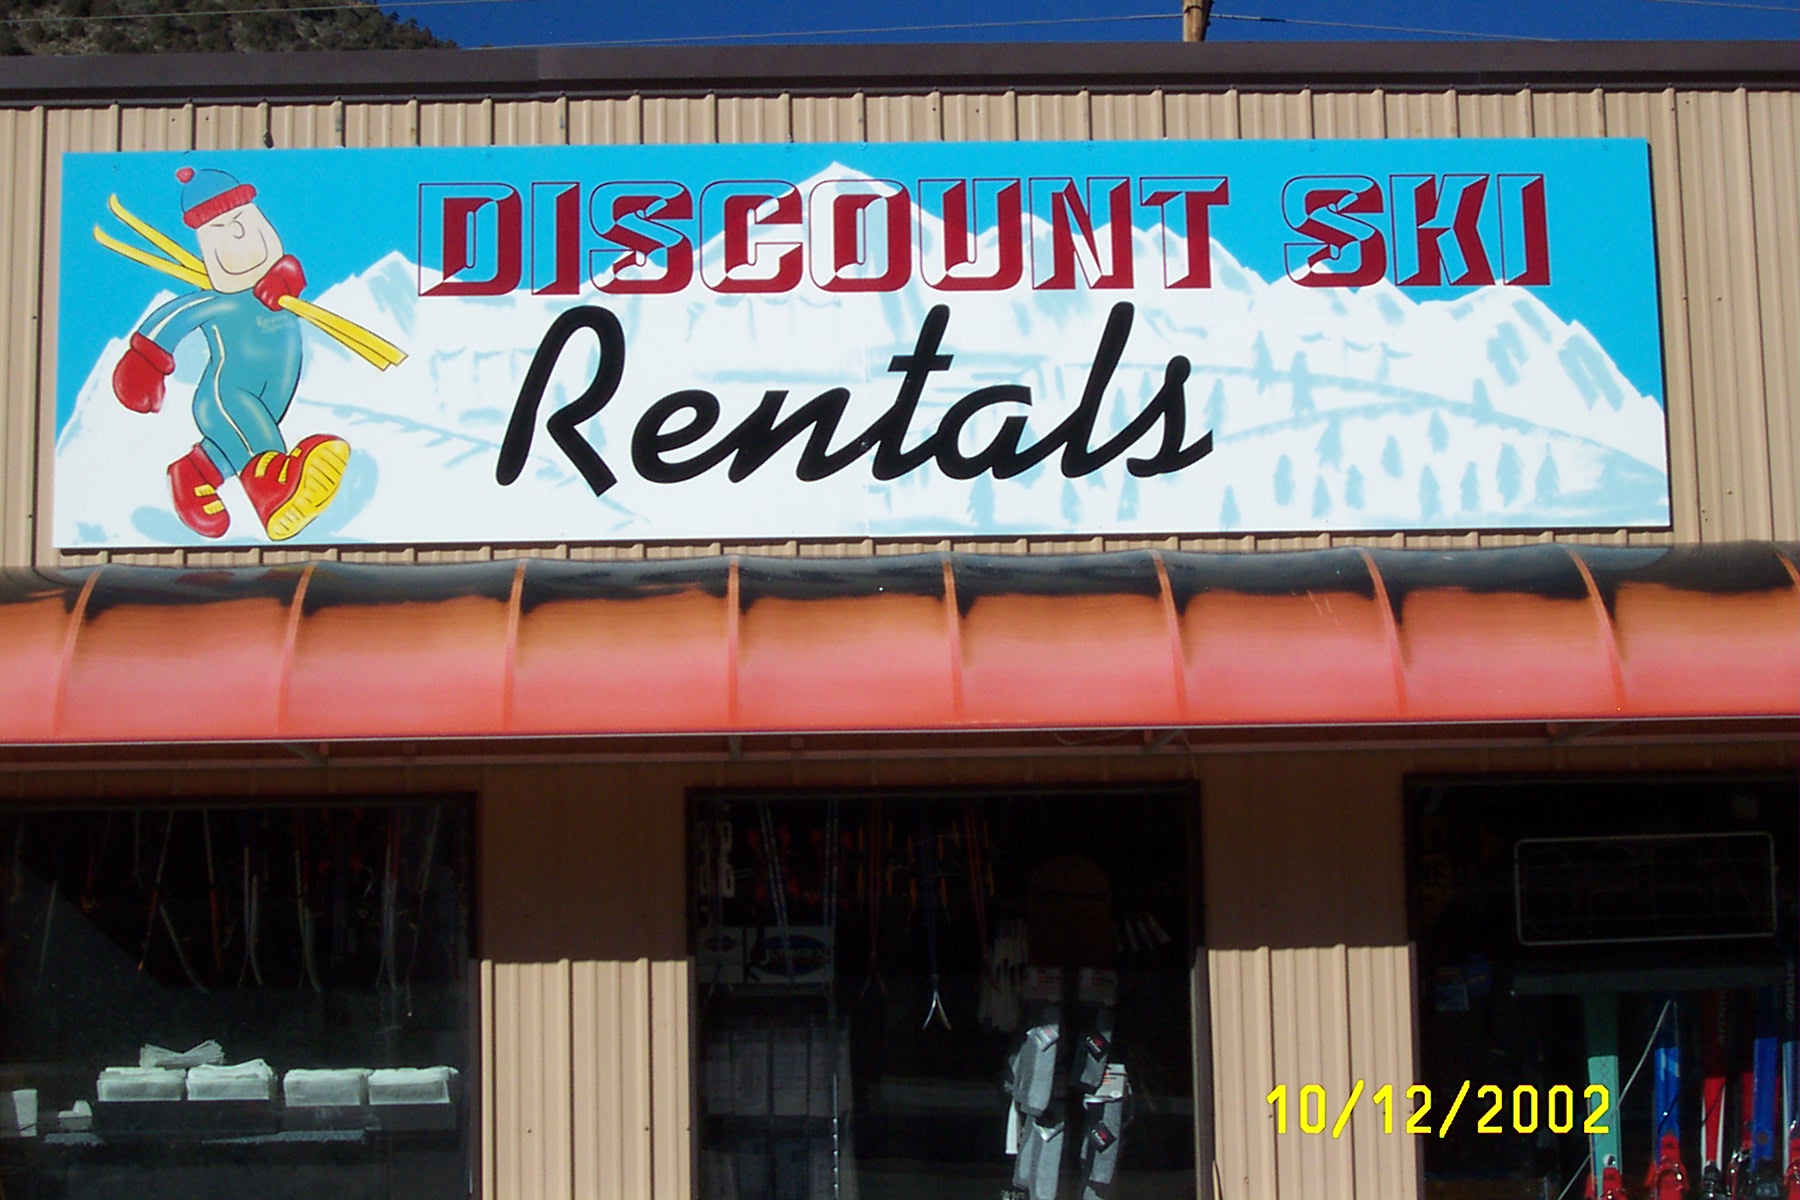 DISCOUNT SKI
Rentals
10/12/2002